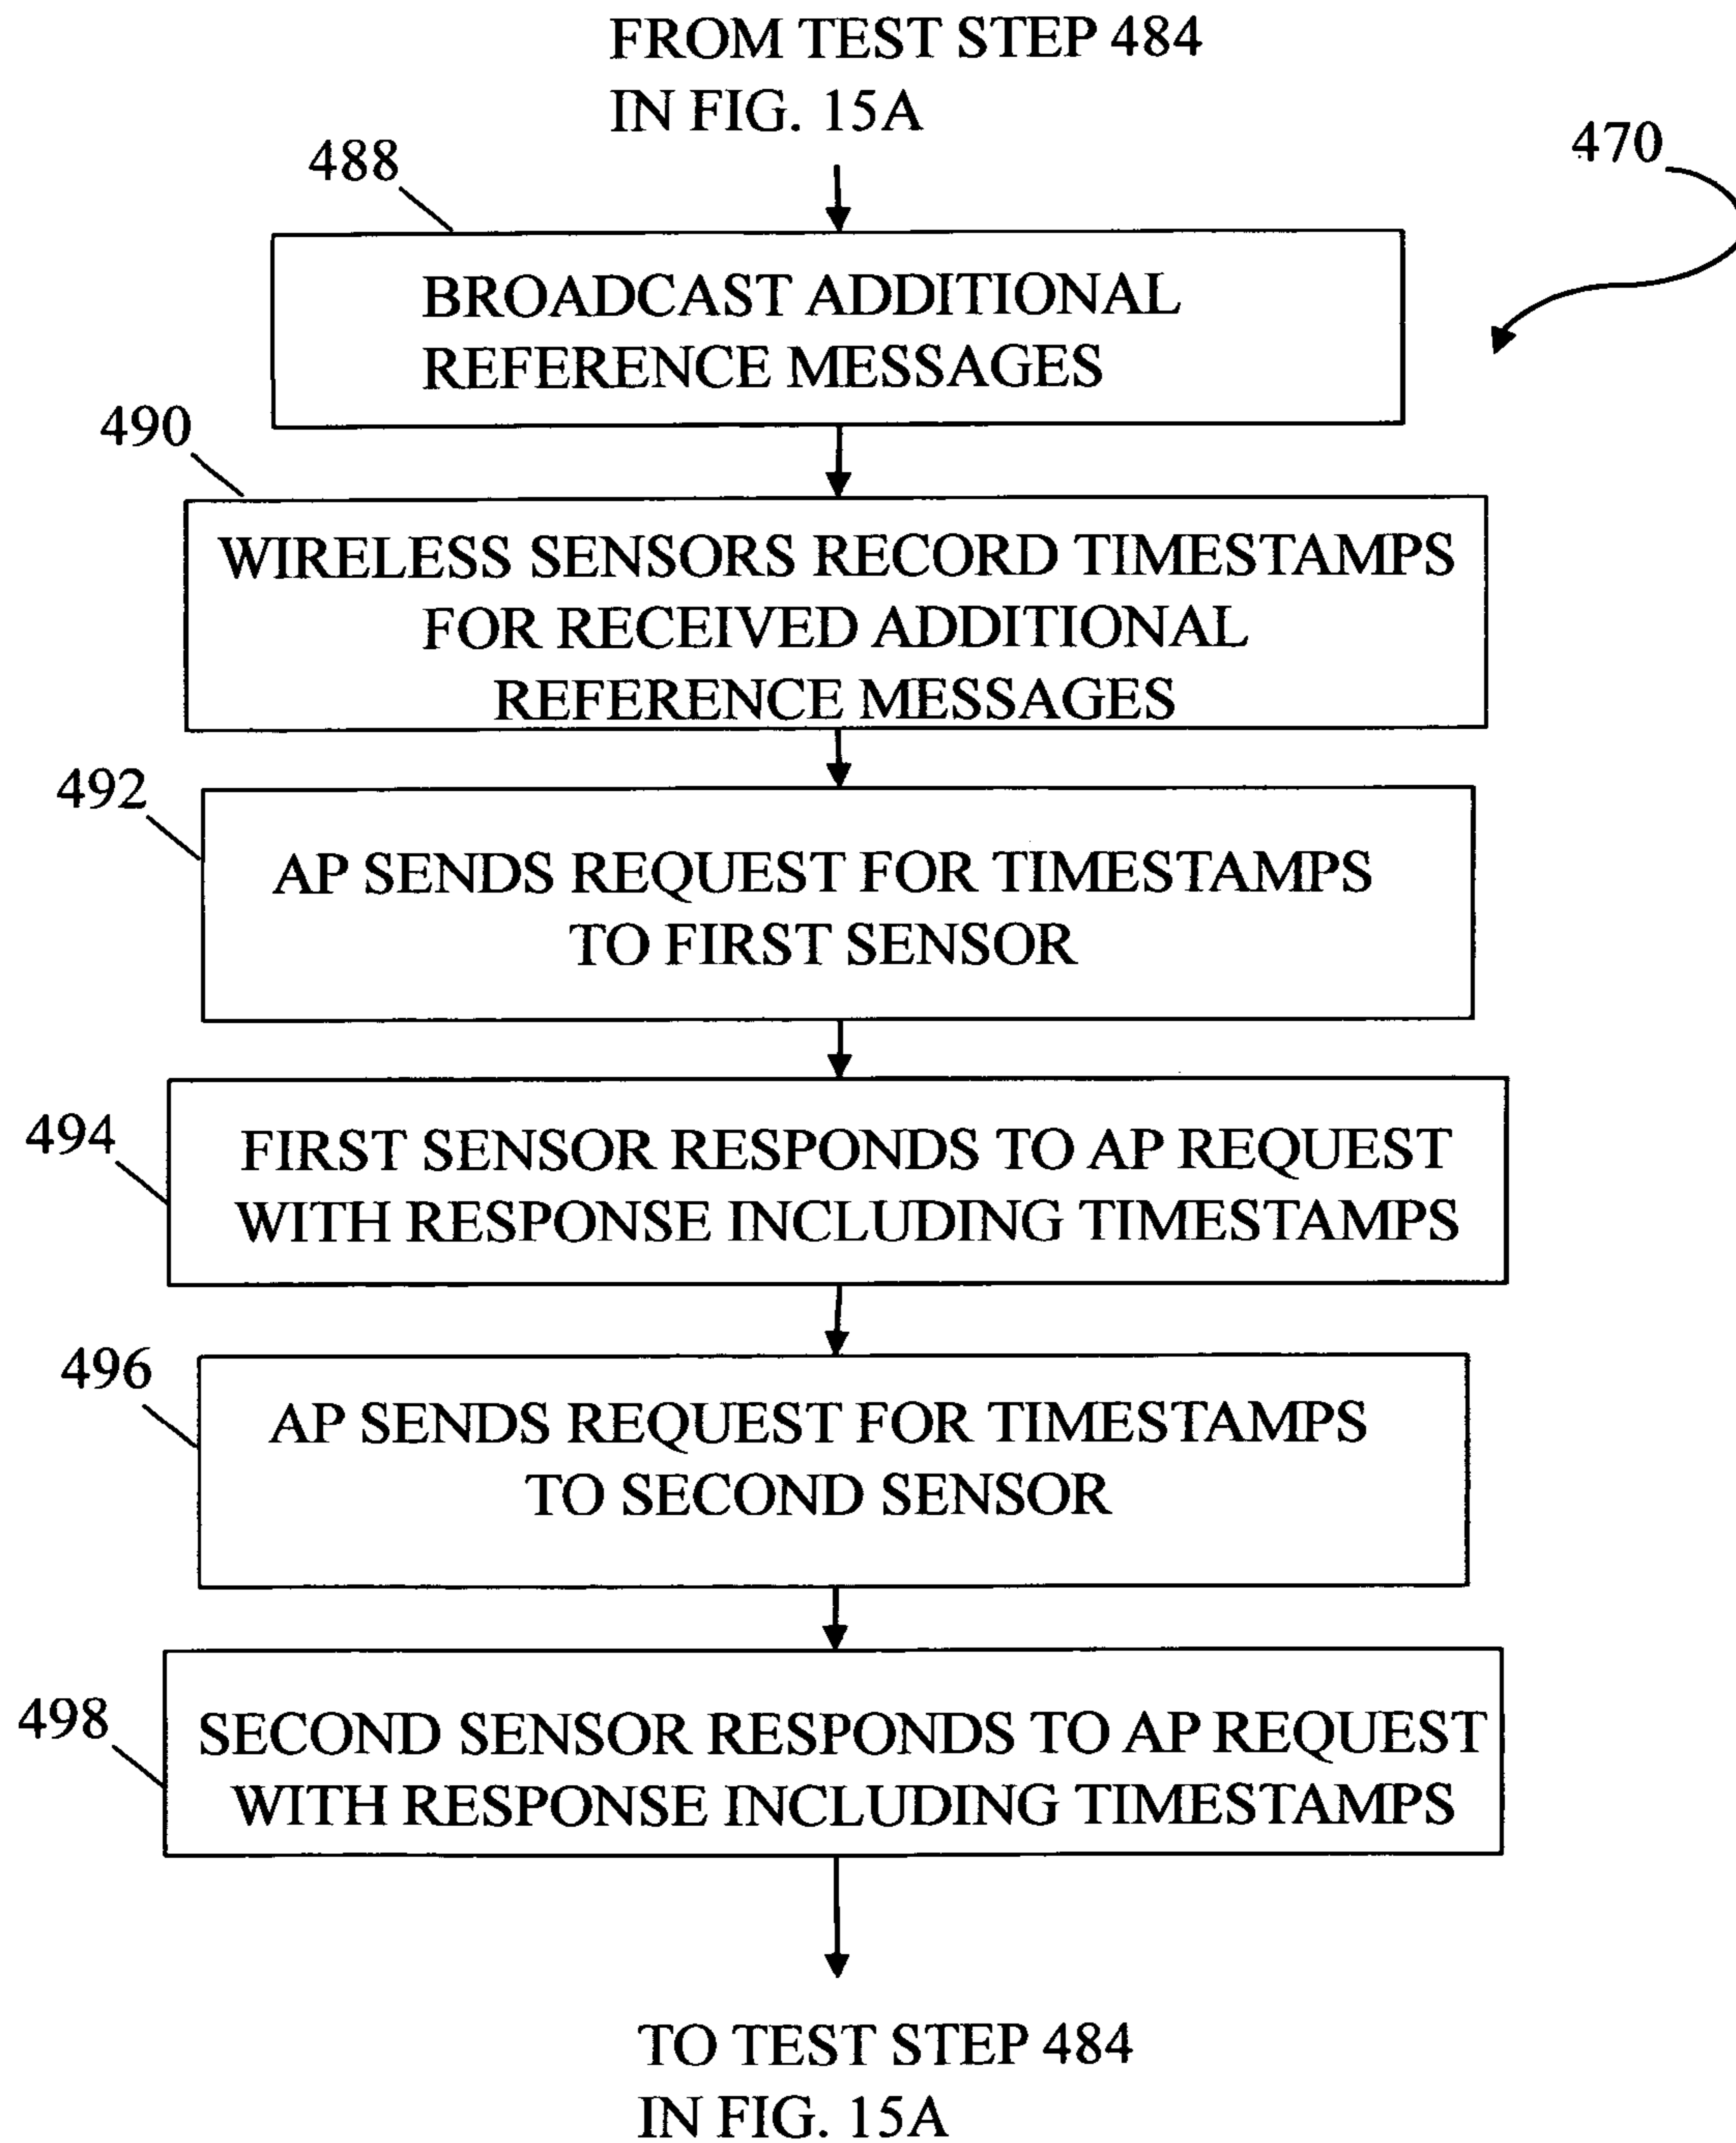 FROM TEST STEP 484
IN FIG. 15A
470
488
BROADCAST ADDITIONAL
REFERENCE MESSAGES
490
WIRELESS SENSORS RECORD TIMESTAMPS
FOR RECEIVED ADDITIONAL
REFERENCE MESSAGES
492
AP SENDS REQUEST FOR TIMESTAMPS
TO FIRST SENSOR
494
FIRST SENSOR RESPONDS TO AP REQUEST
WITH RESPONSE INCLUDING TIMESTAMPS
496
AP SENDS REQUEST FOR TIMESTAMPS
TO SECOND SENSOR
498
SECOND SENSOR RESPONDS TO AP REQUEST
WITH RESPONSE INCLUDING TIMESTAMPS
TO TEST STEP 484
IN FIG. 15A